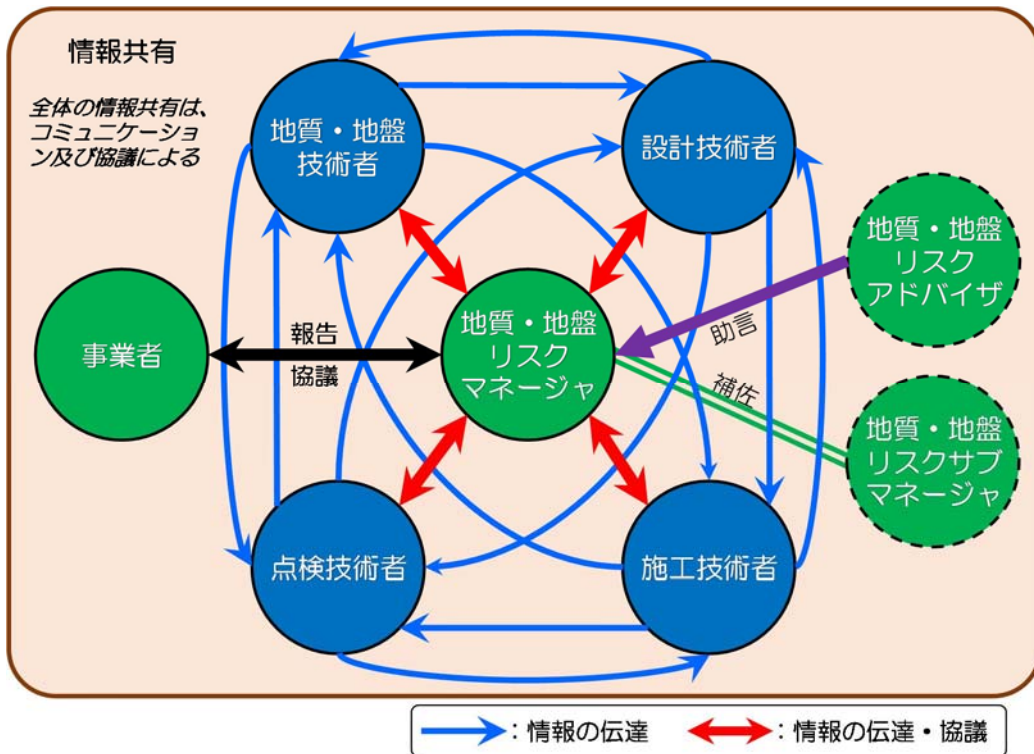 情報共有
全体の情報共有は、
コミュニケーショ
ン及び協議による
地質・地盤
技術者
設計技術者
地質・地盤
リスク
アドバイザ
事業者
報告
協議
地質・地盤
リスク
マネージャ
助言
補佐
地質・地盤
リスクサブ
マネージャ
点検技術者
施工技術者
：情報の伝達
：情報の伝達・協議